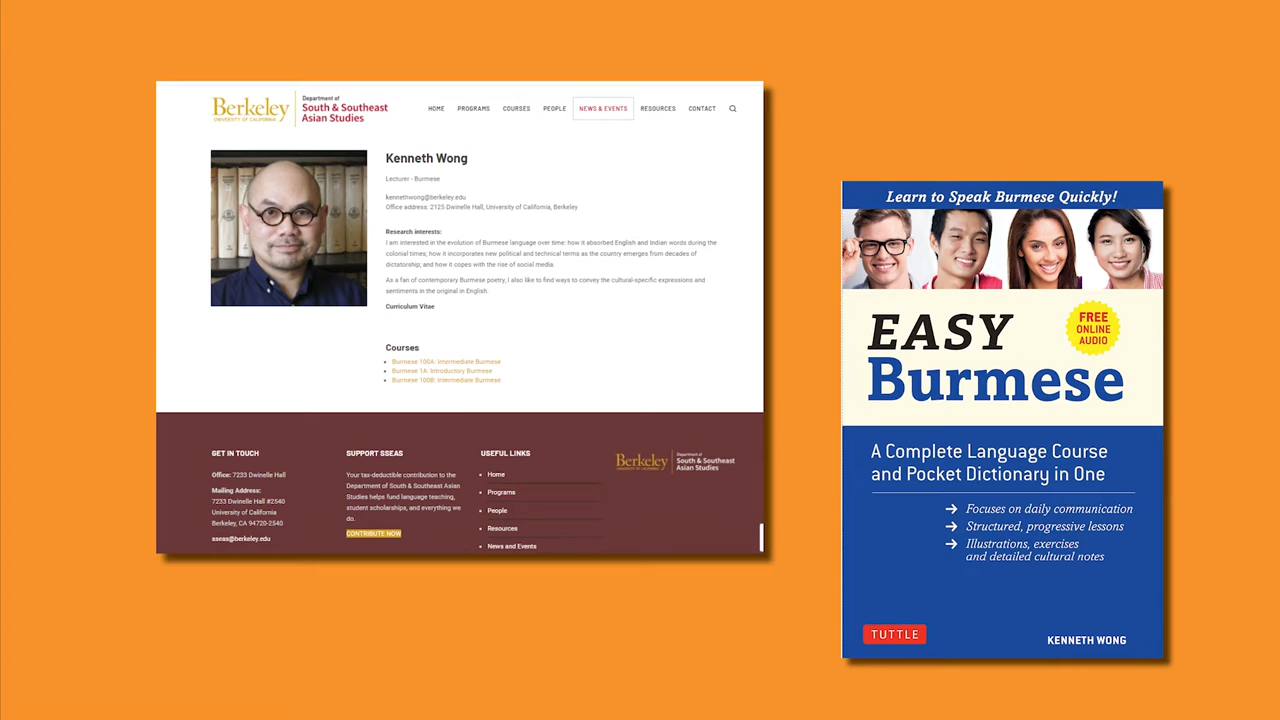 Berkeley
UNIVERSITY OF CALIFORNIA
Department of
South & Southeast
Asian Studies
HOME
PROGRAMS
COURSES
PEOPLE
NEWS & EVENTS
RESOURCES
CONTACT
Kenneth Wong
Lecturer - Burmese
kennethwong@berkeley.edu
Office address: 2125 Dwinelle Hall, University of California, Berkeley
Research interests:
I am interested in the evolution of Burmese language over time: how it absorbed English and Indian words during the
colonial times; how it incorporates new political and technical terms as the country emerges from decades of
dictatorship; and how it copes with the rise of social media.
As a fan of contemporary Burmese poetry, I also like to find ways to convey the cultural-specific expressions and
sentiments in the original in English.
Curriculum Vitae
Courses
Burmese 100A: Intermediate Burmese
Burmese 1A: Introductory Burmese
Burmese 100B: Intermediate Burmese
GET IN TOUCH
Office: 7233 Dwinelle Hall
Mailing Address:
7233 Dwinelle Hall #2540
University of California
Berkeley, CA 94720-2540
sseas@berkeley.edu
SUPPORT SSEAS
Your tax-deductible contribution to the
Department of South & Southeast Asian
Studies helps fund language teaching,
student scholarships, and everything we
do.
CONTRIBUTE NOW
USEFUL LINKS
Home
Programs
People
Resources
News and Events
Berkeley
UNIVERSITY OF CALIFORNIA
Department of
South & Southeast
Asian Studies
Learn to Speak Burmese Quickly!
EASY
Burmese
FREE
ONLINE
AUDIO
A Complete Language Course
and Pocket Dictionary in One
→ Focuses on daily communication
→ Structured, progressive lessons
→ Illustrations, exercises
and detailed cultural notes
TUTTLE
KENNETH WONG